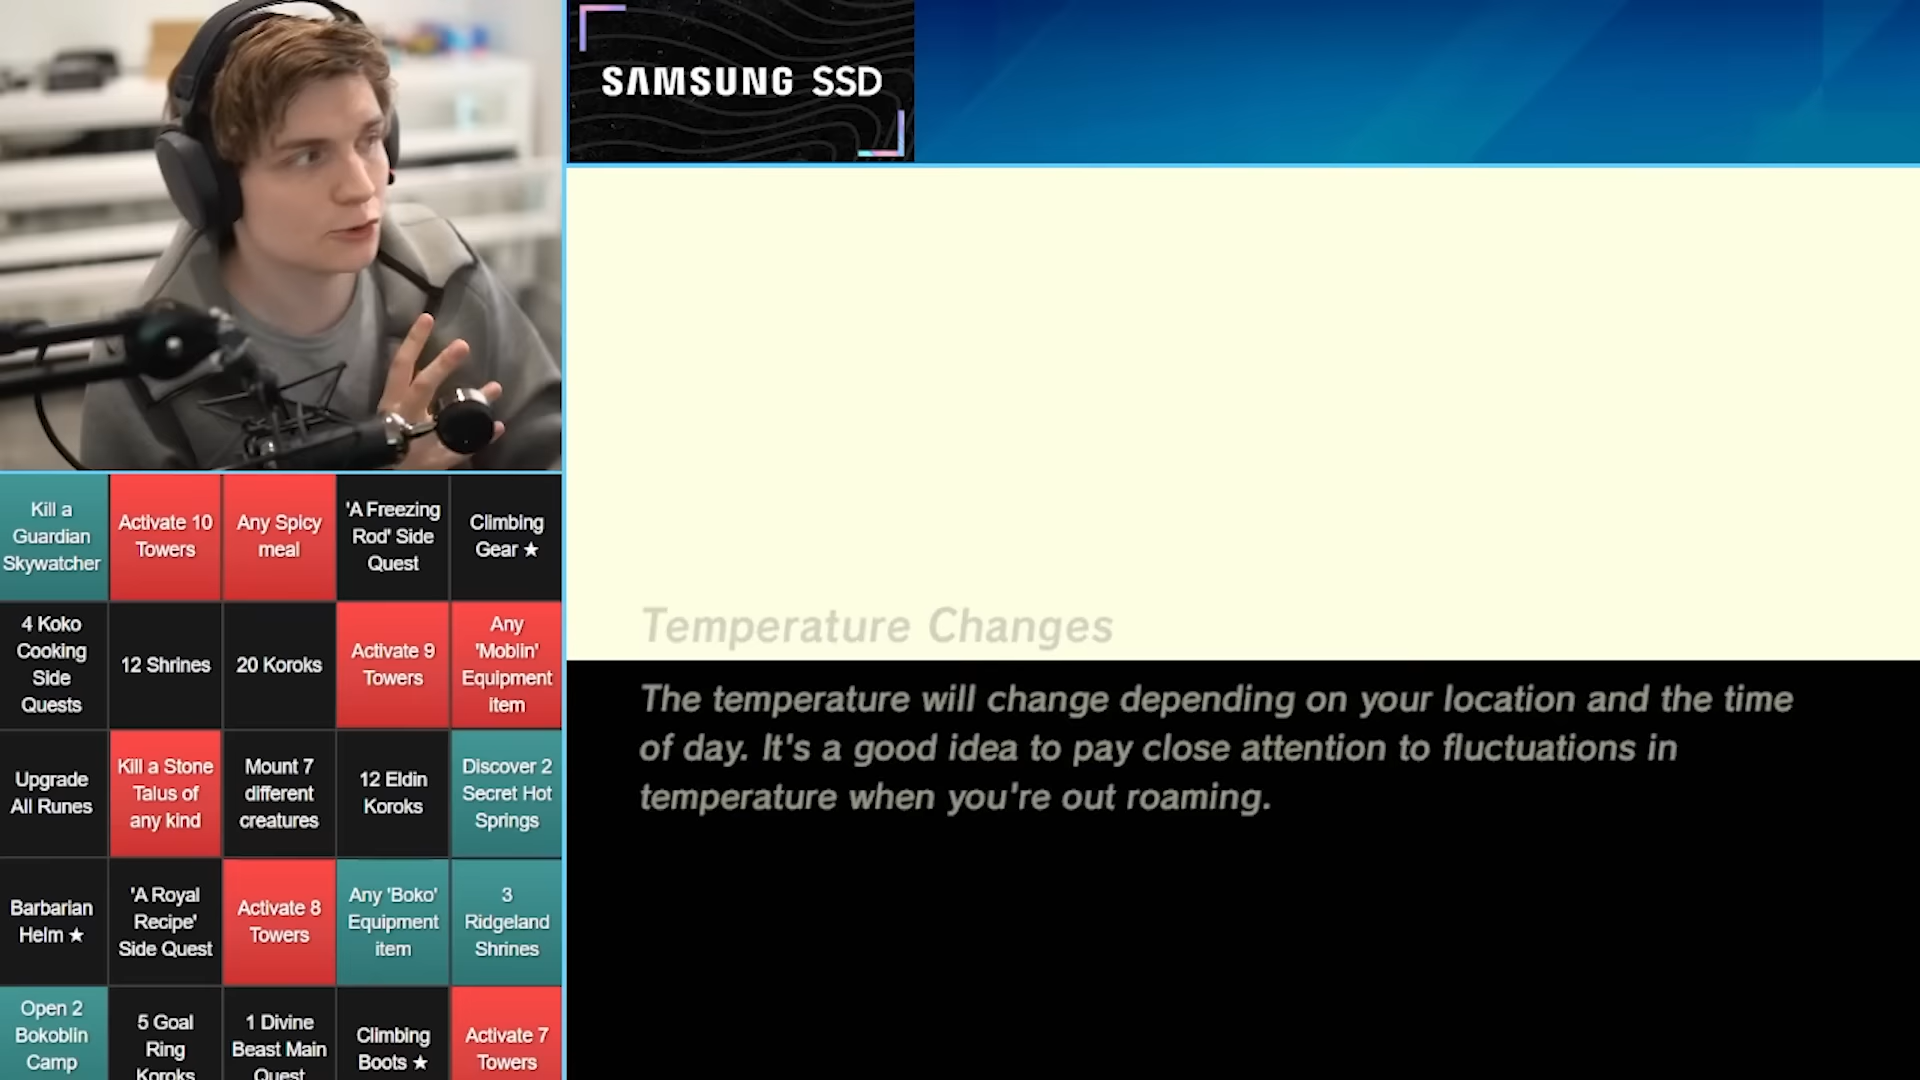 SAMSUNG SSD
Kill a
Guardian
Skywatcher
Activate 10
Towers
Any Spicy
meal
'A Freezing
Rod' Side
Quest
Climbing
Gear ★
4 Koko
Cooking
Side
Quests
12 Shrines
20 Koroks
Activate 9
Towers
Any
'Moblin'
Equipment
item
Upgrade
All Runes
Kill a Stone
Talus of
any kind
Mount 7
different
creatures
12 Eldin
Koroks
Discover 2
Secret Hot
Springs
Barbarian
Helm ★
'A Royal
Recipe'
Side Quest
Activate 8
Towers
Any 'Boko'
Equipment
item
3
Ridgeland
Shrines
Open 2
Bokoblin
Camp
5 Goal
Ring
Koroks
1 Divine
Beast Main
Quest
Climbing
Boots ★
Activate 7
Towers
Temperature Changes
The temperature will change depending on your location and the time
of day. It's a good idea to pay close attention to fluctuations in
temperature when you're out roaming.